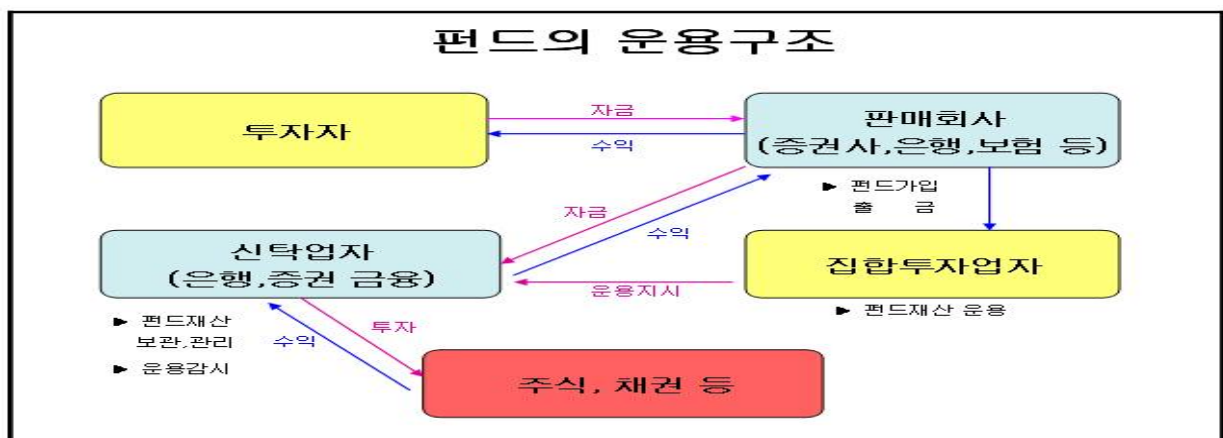 펀드의 운용구조
투자자
자금
수익
판매회사
(증권사,은행,보험 등)
▶ 펀드가입
출 금
자금
수익
신탁업자
(은행,증권 금융)
운용지시
집합투자업자
▶ 펀드재산 운용
▶ 펀드재산
보관,관리
▶ 운용감시
투자
수익
주식, 채권 등